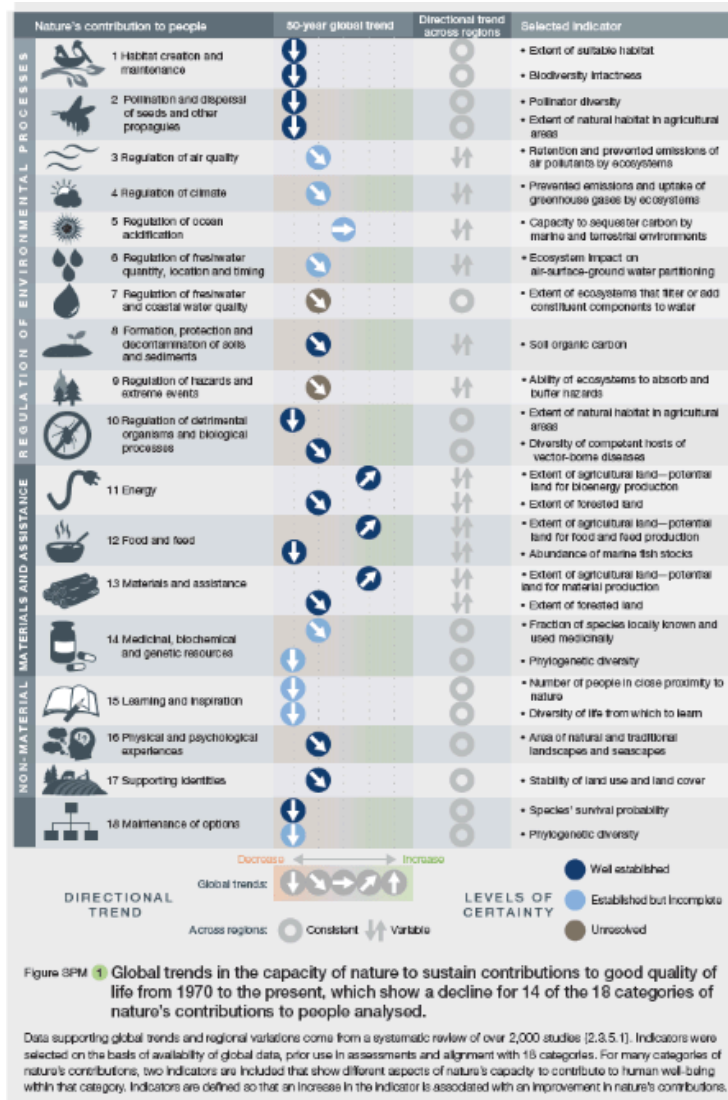 Nature's contribution to people
50-year global trend
Directional trend
across regions
Selected indicator
REGULATION OF ENVIRONMENTAL PROCESSES
1 Habitat creation and
maintenance
• Extent of suitable habitat
• Biodiversity intactness
2 Pollination and dispersal
of seeds and other
propagules
• Pollinator diversity
• Extent of natural habitat in agricultural
areas
3 Regulation of air quality
• Retention and prevented emissions of
air pollutants by ecosystems
4 Regulation of climate
• Prevented emissions and uptake of
greenhouse gases by ecosystems
5 Regulation of ocean
acidification
• Capacity to sequester carbon by
marine and terrestrial environments
6 Regulation of freshwater
quantity, location and timing
• Ecosystem impact on
air-surface-ground water partitioning
7 Regulation of freshwater
and coastal water quality
• Extent of ecosystems that filter or add
constituent components to water
8 Formation, protection and
decontamination of soils
and sediments
• Soil organic carbon
9 Regulation of hazards and
extreme events
• Ability of ecosystems to absorb and
buffer hazards
10 Regulation of detrimental
organisms and biological
processes
• Extent of natural habitat in agricultural
areas
• Diversity of competent hosts of
vector-borne diseases
MATERIALS AND ASSISTANCE
11 Energy
• Extent of agricultural land—potential
land for bioenergy production
• Extent of forested land
12 Food and feed
• Extent of agricultural land—potential
land for food and feed production
• Abundance of marine fish stocks
13 Materials and assistance
• Extent of agricultural land—potential
land for material production
• Extent of forested land
14 Medicinal, biochemical
and genetic resources
• Fraction of species locally known and
used medicinally
• Phylogenetic diversity
NON-MATERIAL
15 Learning and inspiration
• Number of people in close proximity to
nature
• Diversity of life from which to learn
16 Physical and psychological
experiences
• Area of natural and traditional
landscapes and seascapes
17 Supporting identities
• Stability of land use and land cover
18 Maintenance of options
• Species' survival probability
• Phylogenetic diversity
DIRECTIONAL
TREND
Decrease
Increase
Global trends:
Across regions:
Consistent
Variable
LEVELS OF
CERTAINTY
Well established
Established but incomplete
Unresolved
Figure SPM 1 Global trends in the capacity of nature to sustain contributions to good quality of
life from 1970 to the present, which show a decline for 14 of the 18 categories of
nature's contributions to people analysed.
Data supporting global trends and regional variations come from a systematic review of over 2,000 studies {2.3.5.1}. Indicators were
selected on the basis of availability of global data, prior use in assessments and alignment with 18 categories. For many categories of
nature's contributions, two indicators are included that show different aspects of nature's capacity to contribute to human well-being
within that category. Indicators are defined so that an increase in the indicator is associated with an improvement in nature's contributions.